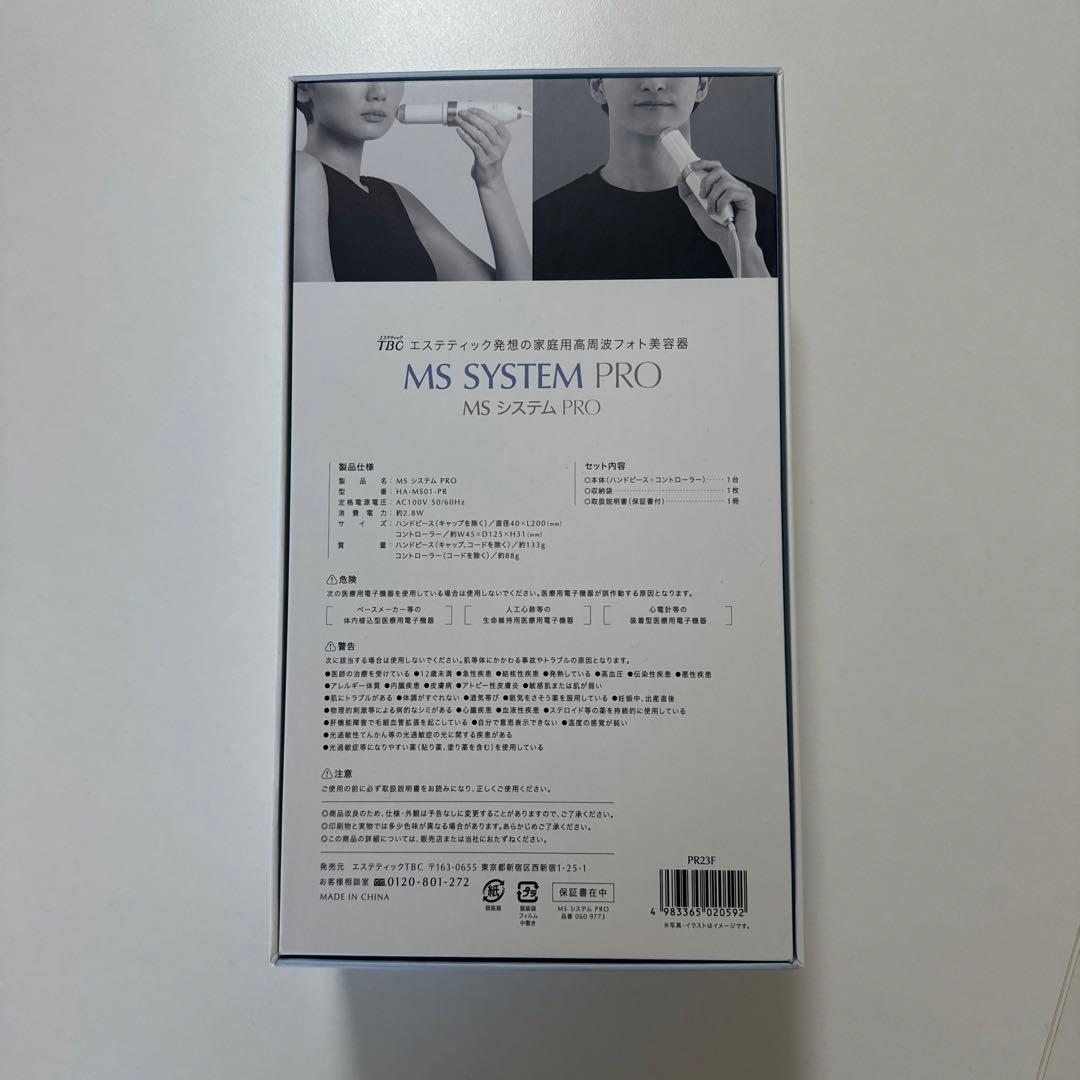 エステティック
TBC エステティック発想の家庭用高周波フォト美容器
MS SYSTEM PRO
MS システム PRO
製品仕様
製品名：MS システム PRO
型番：HA-MS01-PR
定格電源電圧：AC100V 50/60Hz
消費電力：約2.8W
サイズ：ハンドピース（キャップを除く）／直径40×L200(mm)
コントローラー／約W45×D125×H31(mm)
質量：ハンドピース（キャップ、コードを除く）／約133g
コントローラー（コードを除く）／約88g
セット内容
○本体（ハンドピース＋コントローラー）……1台
○収納袋……1枚
○取扱説明書（保証書付）……1冊
⚠危険
次の医療用電子機器を使用している場合は使用しないでください。医療用電子機器が誤作動する原因となります。
ペースメーカー等の
体内植込型医療用電子機器
人工心肺等の
生命維持用医療用電子機器
心電計等の
装着型医療用電子機器
⚠警告
次に該当する場合は使用しないでください。肌等体にかかわる事故やトラブルの原因となります。
●医師の治療を受けている ●12歳未満 ●急性疾患 ●結核性疾患 ●発熱している ●高血圧 ●伝染性疾患 ●悪性疾患
●アレルギー体質 ●内臓疾患 ●皮膚病 ●アトピー性皮膚炎 ●敏感肌または肌が弱い
●肌にトラブルがある ●体調がすぐれない ●酒気帯び ●眠気をさそう薬を服用している ●妊娠中、出産直後
●物理的刺激等による病的なシミがある ●心臓疾患 ●血液性疾患 ●ステロイド等の薬を持続的に使用している
●肝機能障害で毛細血管拡張を起こしている ●自分で意思表示できない ●温度の感覚が鈍い
●光過敏性てんかん等の光過敏症の光に関する疾患がある
●光過敏症等になりやすい薬（貼り薬、塗り薬を含む）を使用している
⚠注意
ご使用の前に必ず取扱説明書をお読みになり、正しくご使用ください。
◎商品改良のため、仕様・外観は予告なしに変更することがありますので、ご了承ください。
◎印刷物と実物では多少色味が異なる場合があります。あらかじめご了承ください。
◎この商品の詳細については、販売店または当社におたずねください。
発売元 エステティックTBC 〒163-0655 東京都新宿区西新宿1-25-1
お客様相談室 0120-801-272
MADE IN CHINA
紙
個装箱
プラ
個装袋
フィルム
中敷き
保証書在中
MS システム PRO
品番 060 9773
PR23F
4 983365 020592
※写真・イラストはイメージです。